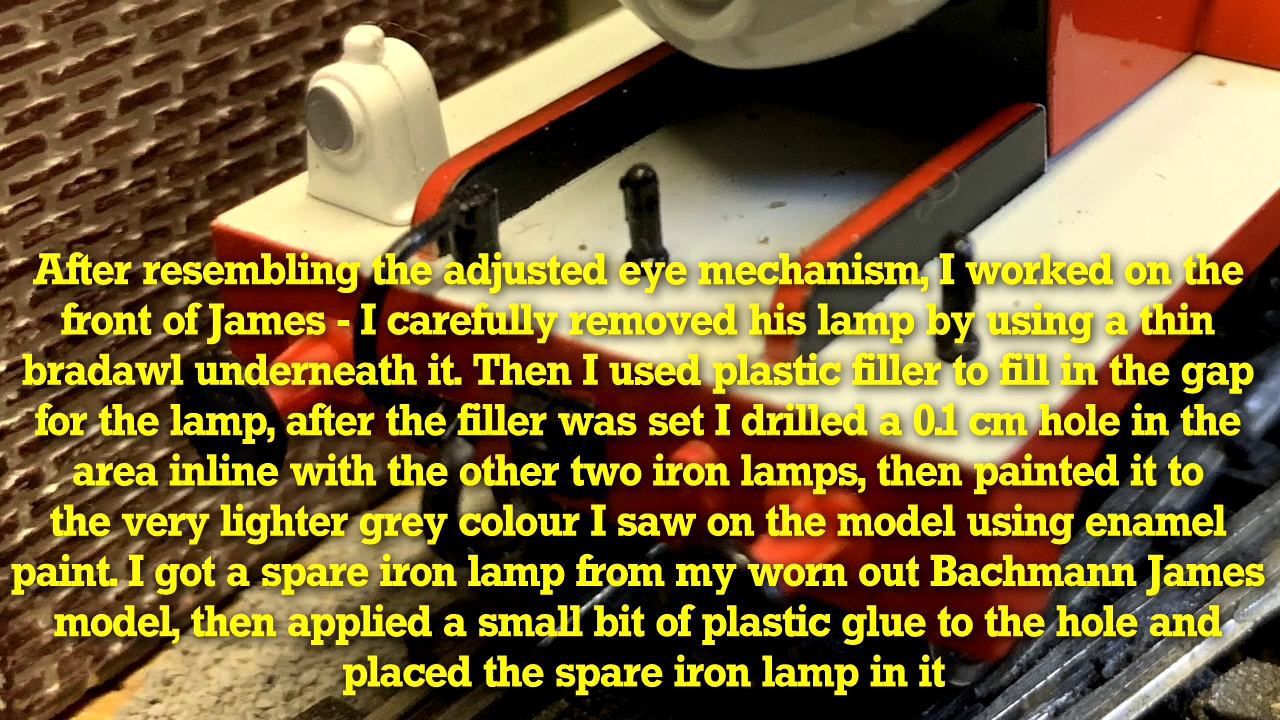 After resembling the adjusted eye mechanism, I worked on the
front of James - I carefully removed his lamp by using a thin
bradawl underneath it. Then I used plastic filler to fill in the gap
for the lamp, after the filler was set I drilled a 0.1 cm hole in the
area inline with the other two iron lamps, then painted it to
the very lighter grey colour I saw on the model using enamel
paint. I got a spare iron lamp from my worn out Bachmann James
model, then applied a small bit of plastic glue to the hole and
placed the spare iron lamp in it